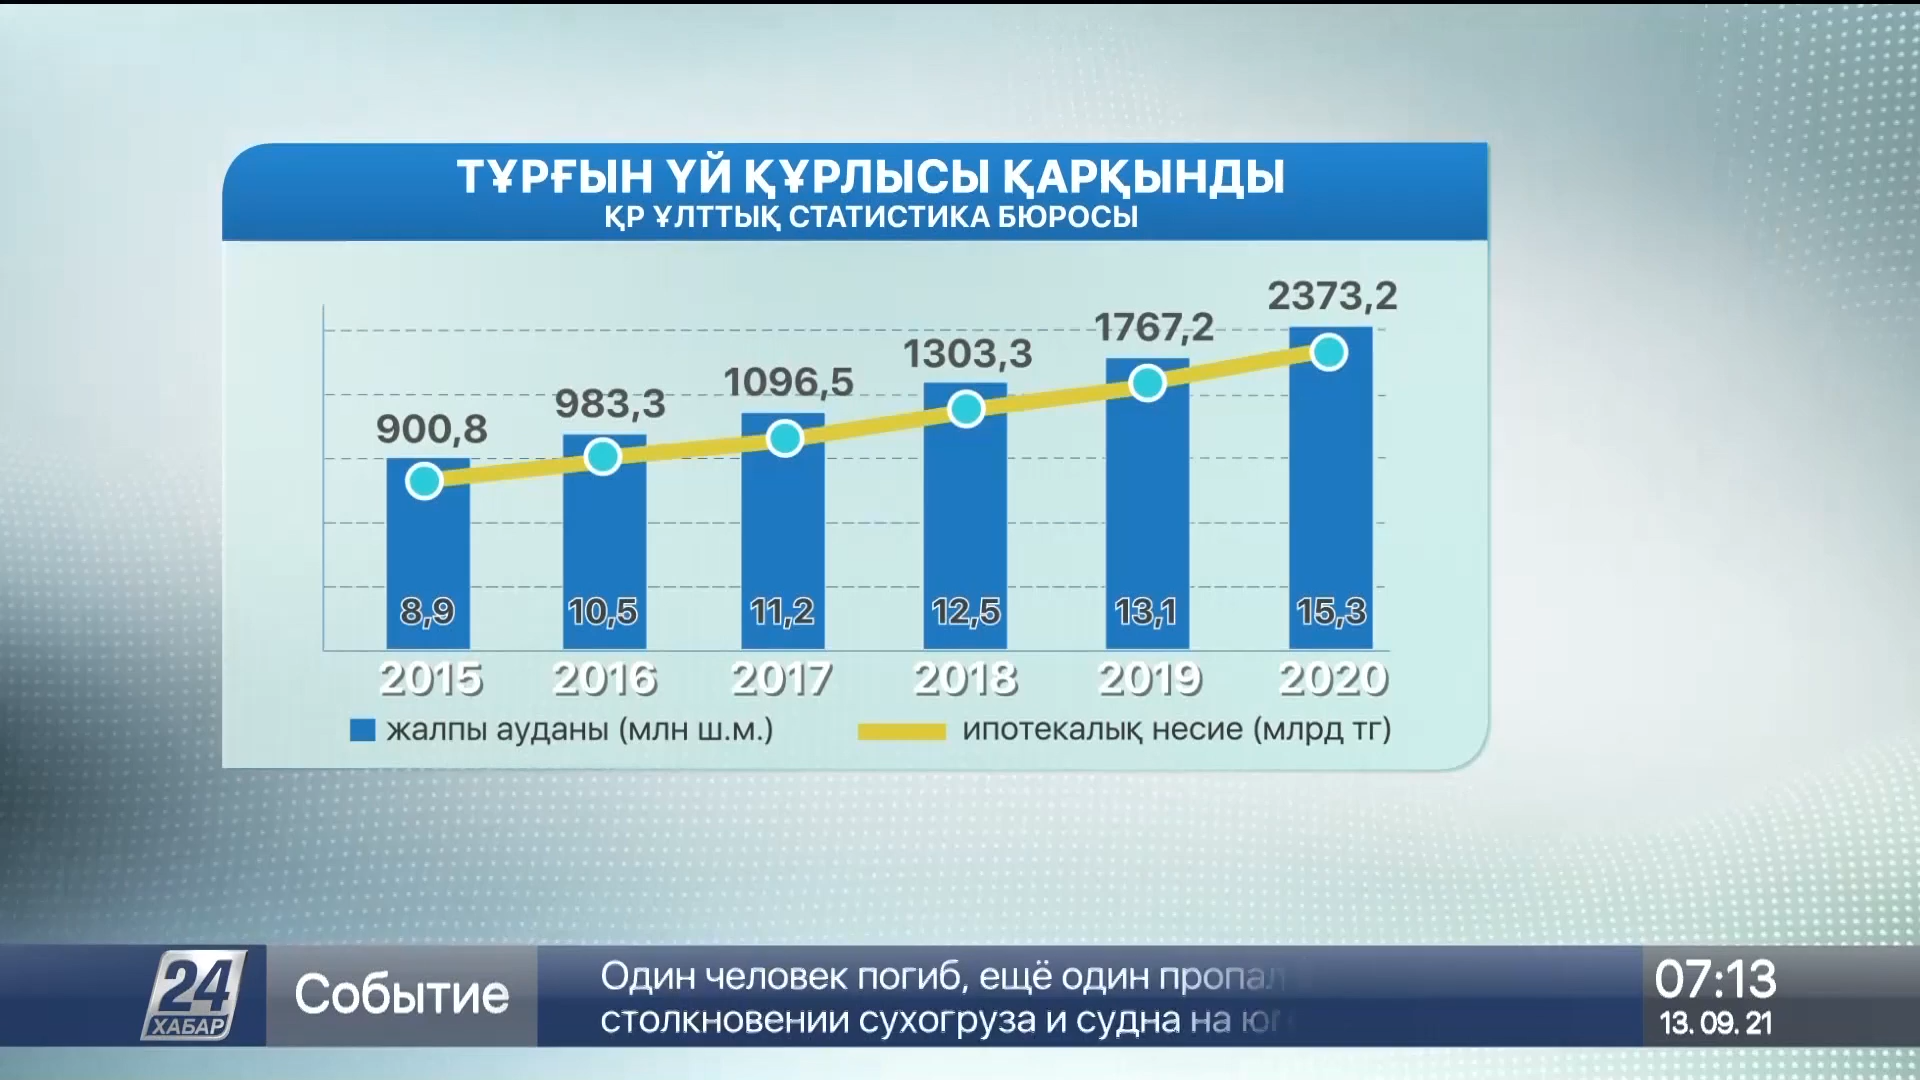 ТҰРҒЫН ҮЙ ҚҰРЛЫСЫ ҚАРҚЫНДЫ
ҚР ҰЛТТЫҚ СТАТИСТИКА БЮРОСЫ
900,8
983,3
1096,5
1303,3
1767,2
2373,2
8,9
10,5
11,2
12,5
13,1
15,3
2015
2016
2017
2018
2019
2020
жалпы ауданы (млн ш.м.)
ипотекалық несие (млрд тг)
24
ХАБАР
Событие
Один человек погиб, ещё один пропал
столкновении сухогруза и судна на
07:13
13. 09. 21